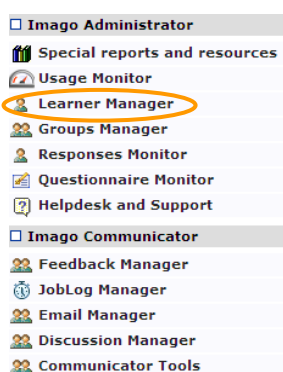 Imago Administrator
Special reports and resources
Usage Monitor
Learner Manager
Groups Manager
Responses Monitor
Questionnaire Monitor
Helpdesk and Support
Imago Communicator
Feedback Manager
JobLog Manager
Email Manager
Discussion Manager
Communicator Tools